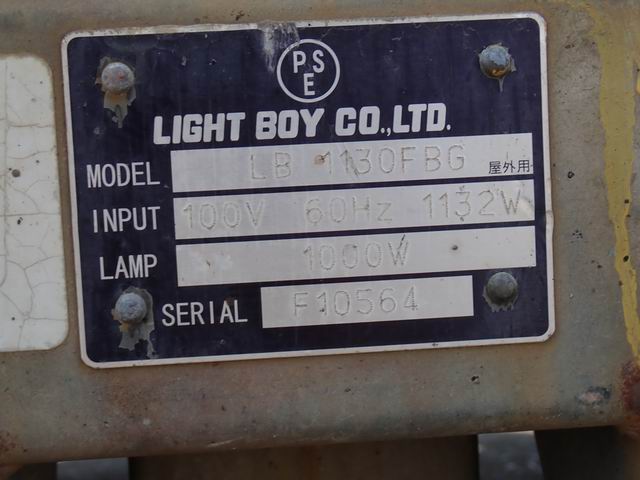 PSE
LIGHT BOY CO.,LTD.
MODEL LB 1130FBG 屋外用
INPUT 100V 60Hz 1132W
LAMP 1000W
SERIAL F10564